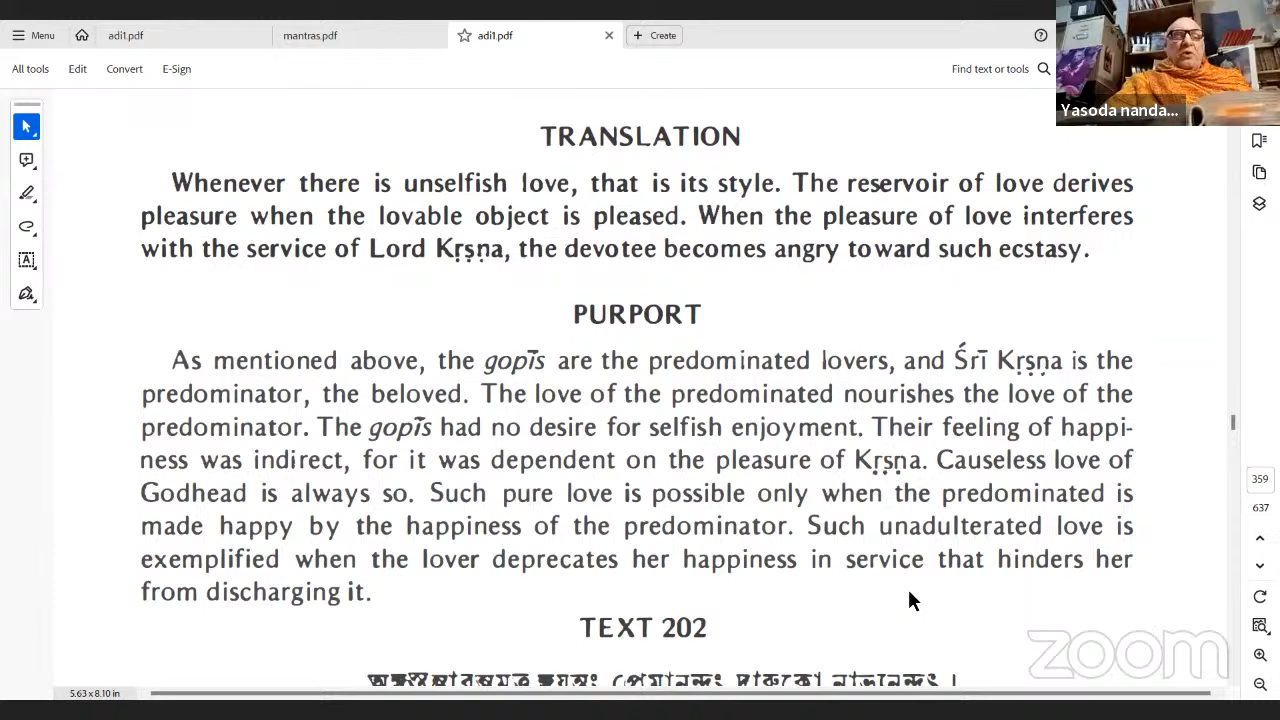 Menu
adi1.pdf
mantras.pdf
adi1.pdf
Create
All tools
Edit
Convert
E-Sign
Find text or tools
Yasoda nanda...
TRANSLATION
Whenever there is unselfish love, that is its style. The reservoir of love derives
pleasure when the lovable object is pleased. When the pleasure of love interferes
with the service of Lord Kṛṣṇa, the devotee becomes angry toward such ecstasy.
PURPORT
As mentioned above, the gopīs are the predominated lovers, and Śrī Kṛṣṇa is the
predominator, the beloved. The love of the predominated nourishes the love of the
predominator. The gopīs had no desire for selfish enjoyment. Their feeling of happi-
ness was indirect, for it was dependent on the pleasure of Kṛṣṇa. Causeless love of
Godhead is always so. Such pure love is possible only when the predominated is
made happy by the happiness of the predominator. Such unadulterated love is
exemplified when the lover deprecates her happiness in service that hinders her
from discharging it.
TEXT 202
359
637
zoom
5.63 x 8.10 in